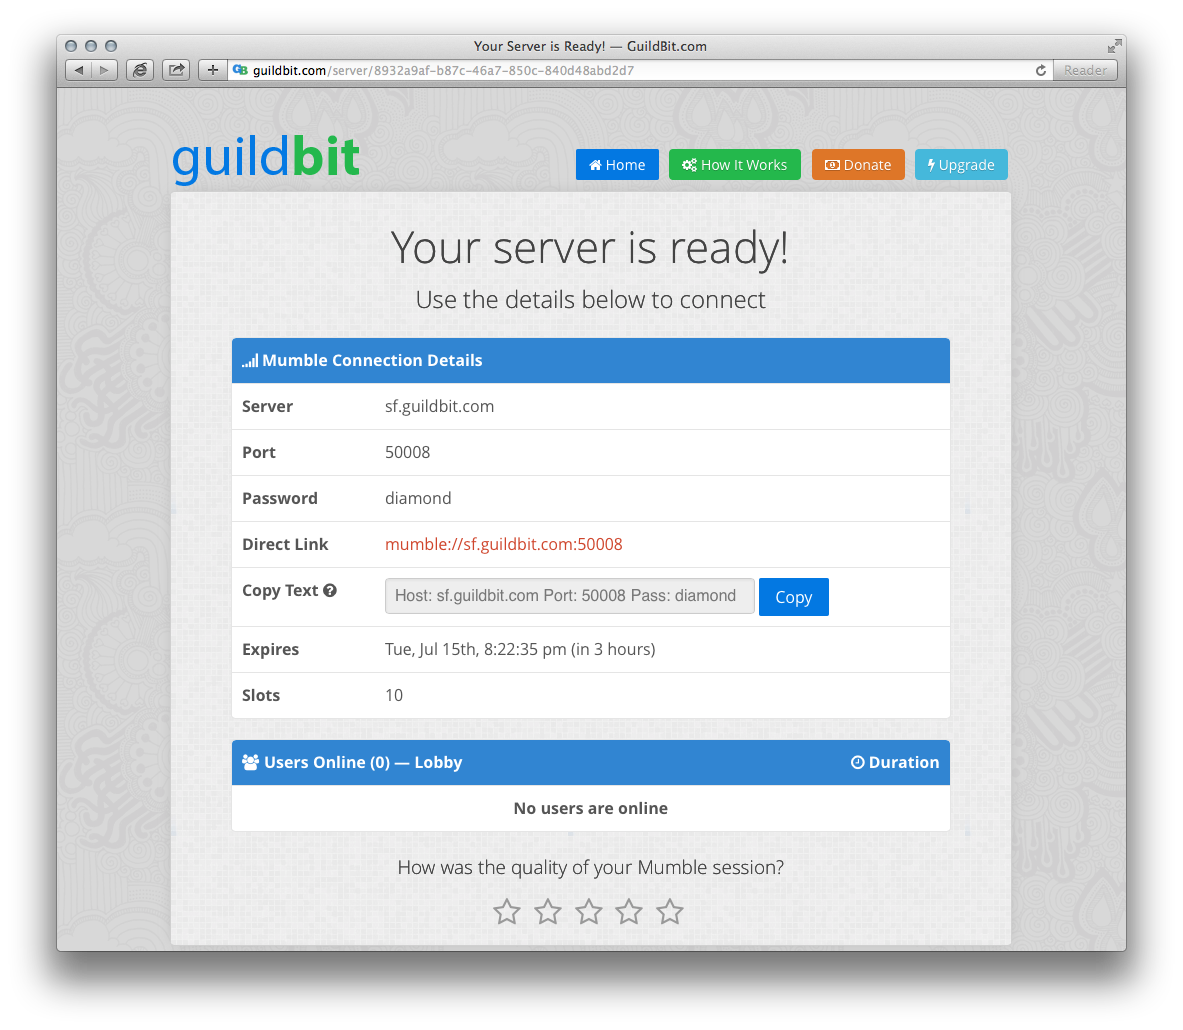 Your Server is Ready! — GuildBit.com
guildbit.com/server/8932a9af-b87c-46a7-850c-840d48abd2d7
Reader
guildbit
Home
How It Works
Donate
Upgrade
Your server is ready!
Use the details below to connect
Mumble Connection Details
Server sf.guildbit.com
Port 50008
Password diamond
Direct Link mumble://sf.guildbit.com:50008
Copy Text Host: sf.guildbit.com Port: 50008 Pass: diamond Copy
Expires Tue, Jul 15th, 8:22:35 pm (in 3 hours)
Slots 10
Users Online (0) — Lobby Duration
No users are online
How was the quality of your Mumble session?